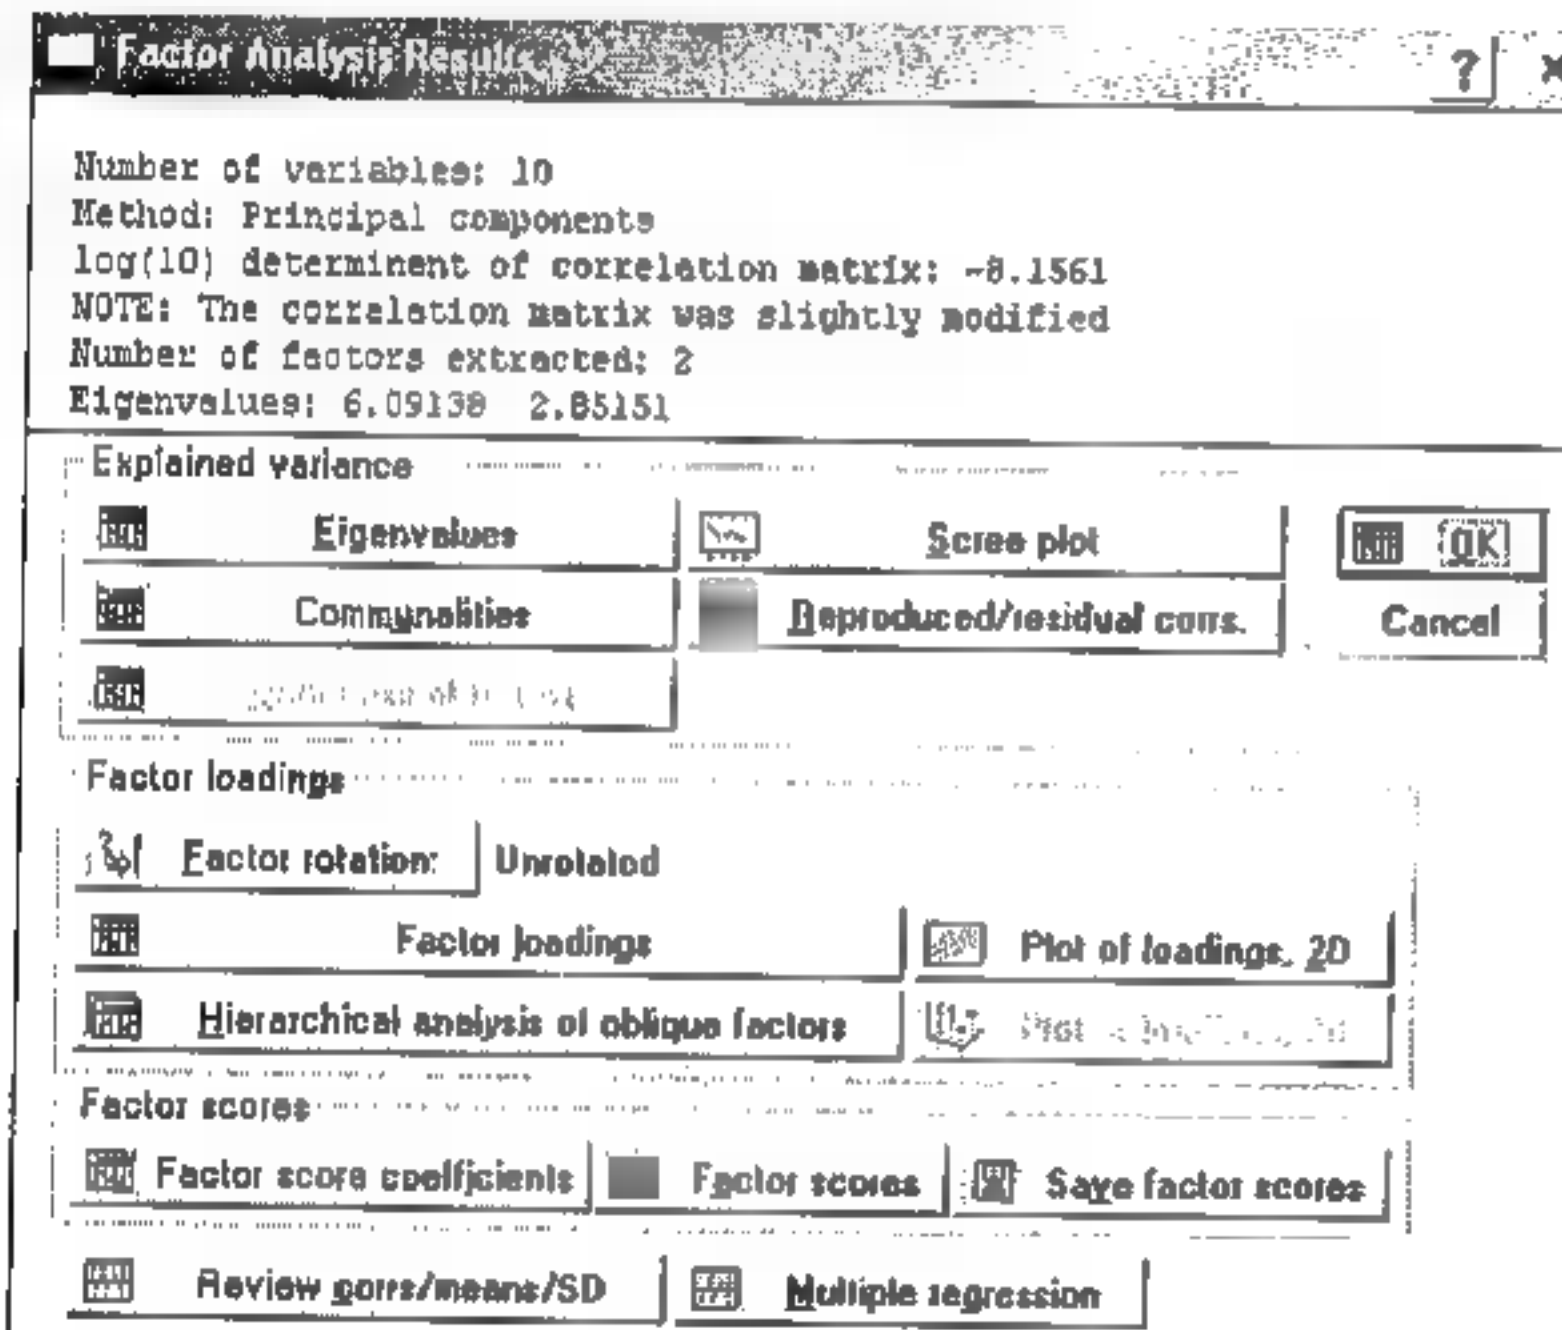 Factor Analysis Results
?
Number of variables: 10
Method: Principal components
log(10) determinent of correlation matrix: -8.1561
NOTE: The correlation matrix was slightly modified
Number of factors extracted: 2
Eigenvalues: 6.09138 2.85151
Explained variance
Eigenvalues
Scree plot
OK
Communalities
Reproduced/residual corrs.
Cancel
Factor loadings
Factor rotation:
Unrotated
Factor loadings
Plot of loadings, 2D
Hierarchical analysis of oblique factors
Plot
Factor scores
Factor score coefficients
Factor scores
Save factor scores
Review corrs/means/SD
Multiple regression